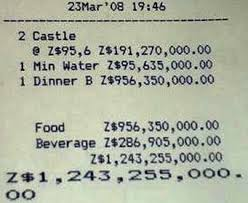 23Mar'08 19:46
2 Castle
@ Z$95,6 Z$191,270,000.00
1 Min Water Z$95,635,000.00
1 Dinner B Z$956,350,000.00
Food Z$956,350,000.00
Beverage Z$286,905,000.00
Z$1,243,255,000.00
Z$1,243,255,000.
00